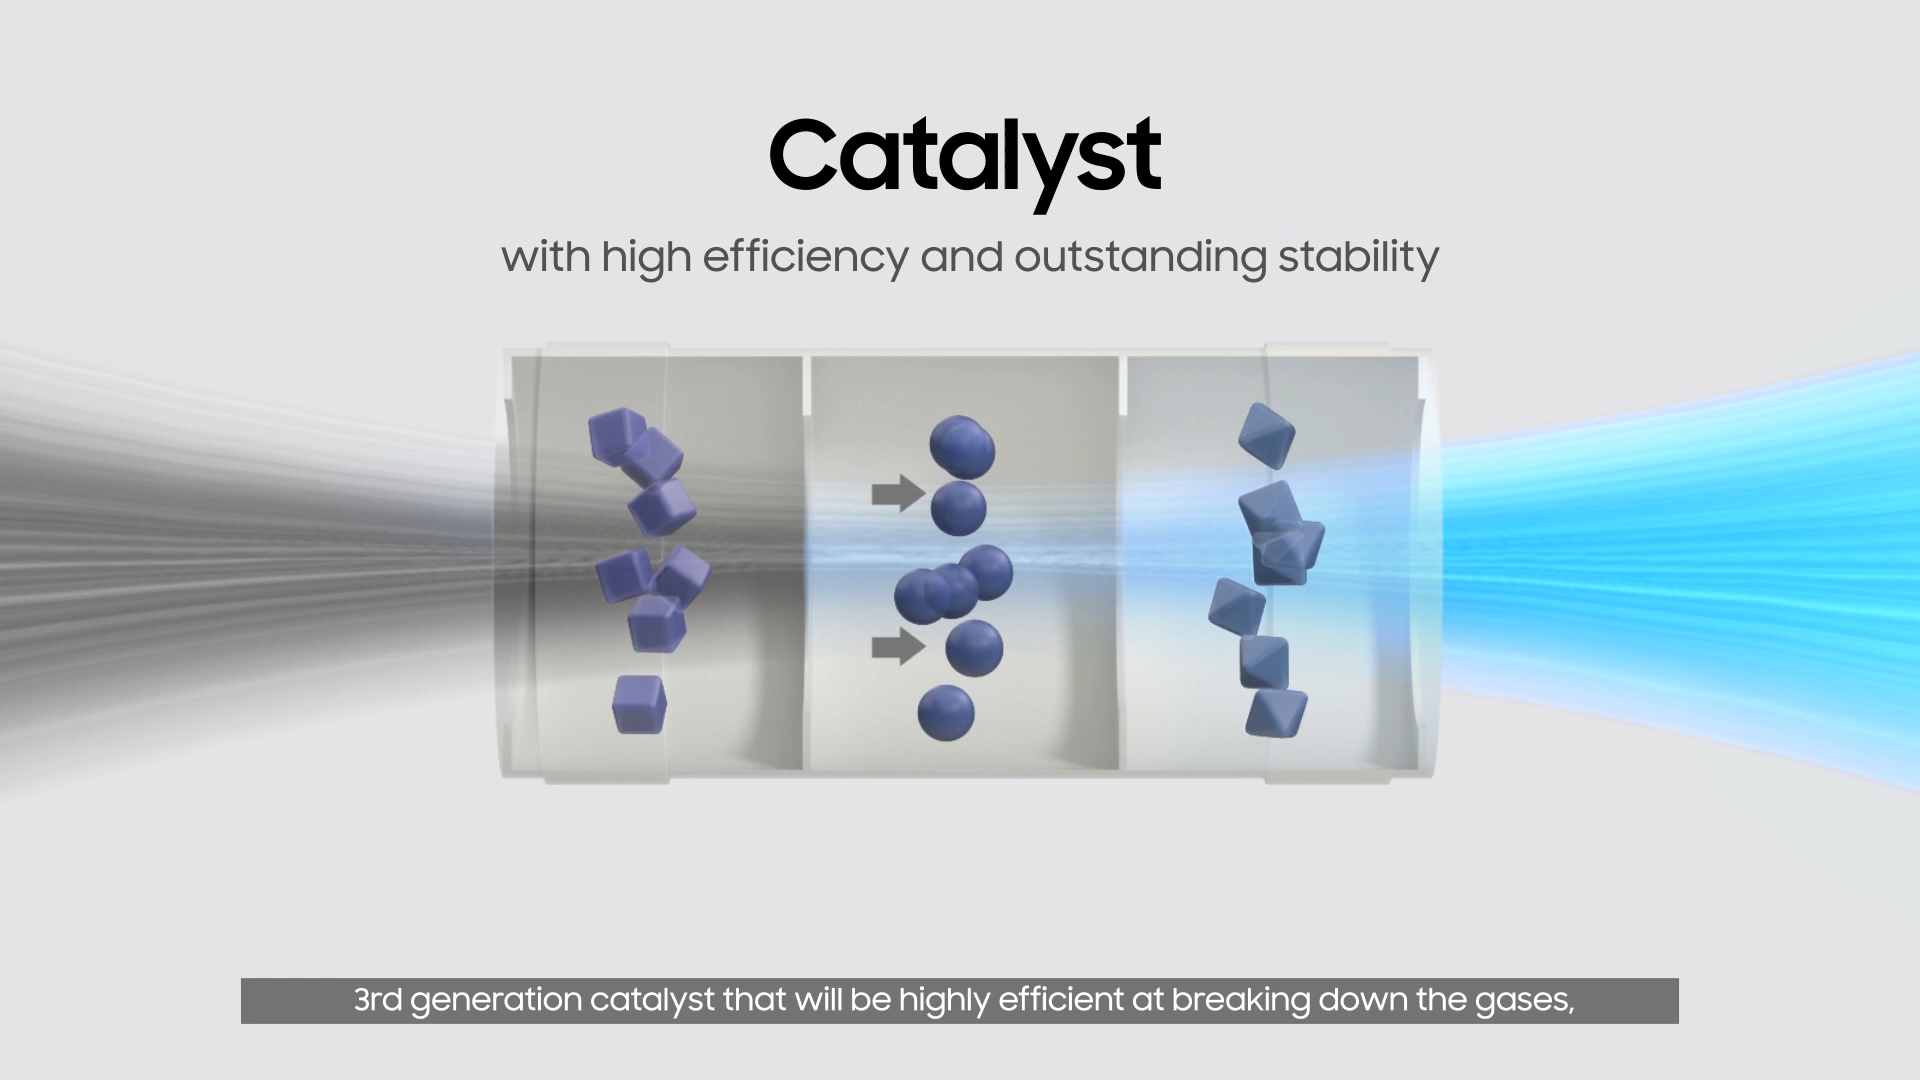 Catalyst
with high efficiency and outstanding stability
3rd generation catalyst that will be highly efficient at breaking down the gases,